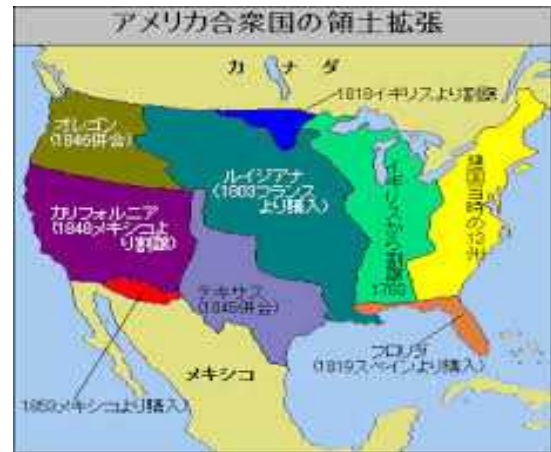 アメリカ合衆国の領土拡張
カナダ
1818イギリスより割譲
オレゴン
(1846併合)
ルイジアナ
(1803フランス
より購入)
カリフォルニア
(1848メキシコよ
り割譲)
イギリスから割譲
1783
建国当時の13州
テキサス
(1845併合)
フロリダ
(1819スペインより購入)
メキシコ
1853メキシコより購入)